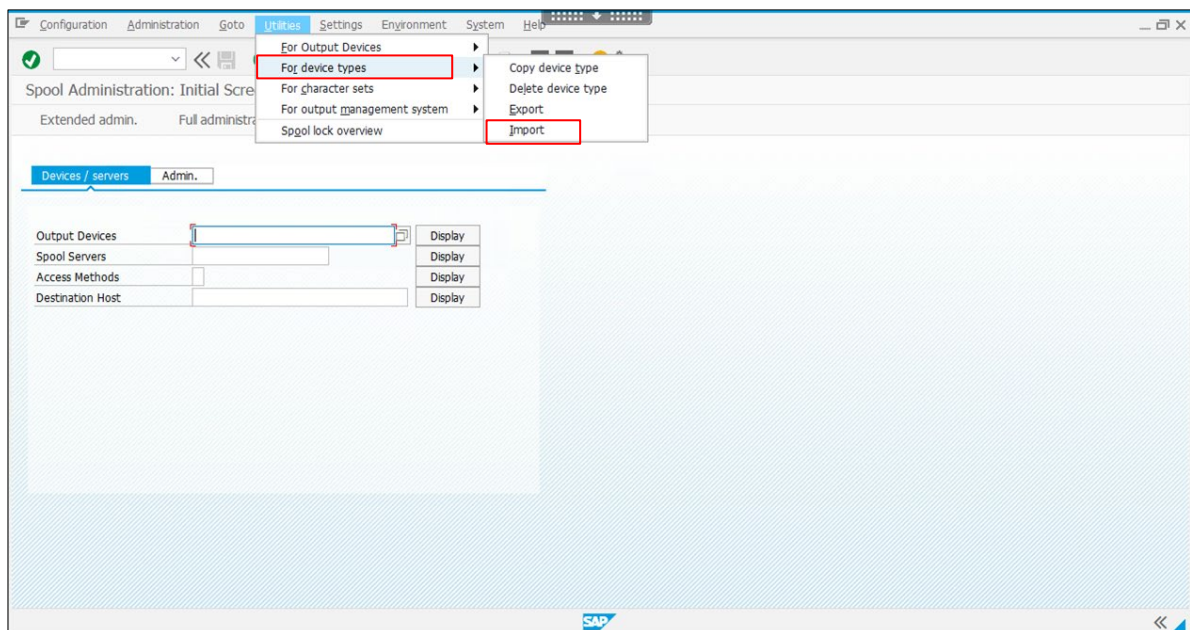 Configuration Administration Goto Utilities Settings Environment System Help
For Output Devices
For device types
For character sets
For output management system
Spool lock overview
Copy device type
Delete device type
Export
Import
Spool Administration: Initial Scre
Extended admin. Full administra
Devices / servers Admin.
Output Devices Display
Spool Servers Display
Access Methods Display
Destination Host Display
SAP